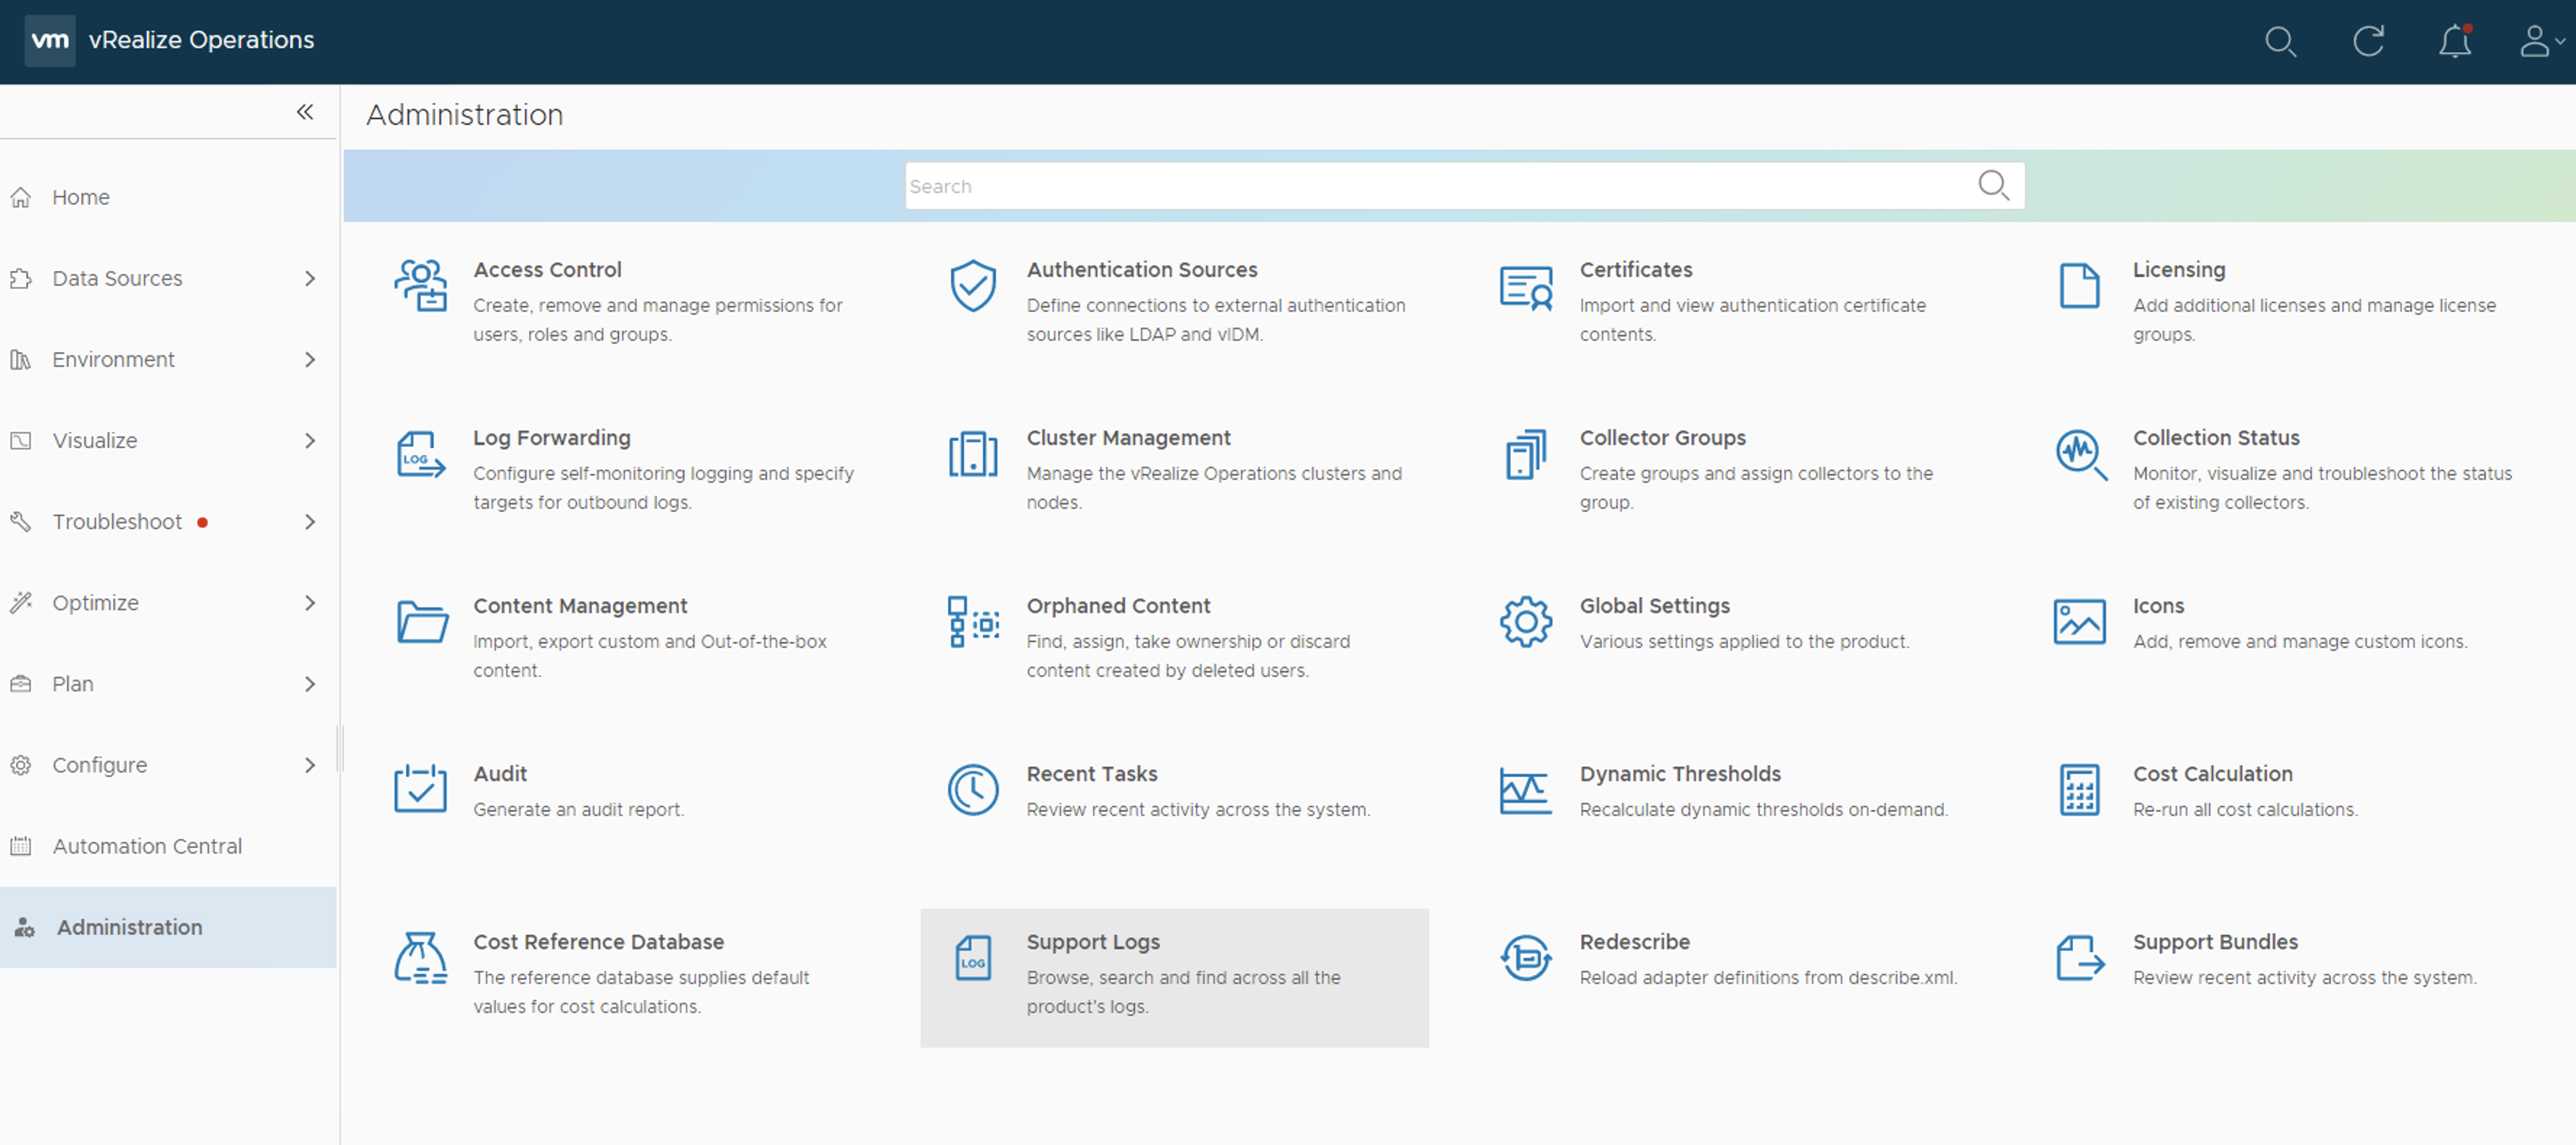 vm vRealize Operations
Administration
Search
Home
Data Sources
Environment
Visualize
Troubleshoot
Optimize
Plan
Configure
Automation Central
Administration
Access Control
Create, remove and manage permissions for
users, roles and groups.
Authentication Sources
Define connections to external authentication
sources like LDAP and vIDM.
Certificates
Import and view authentication certificate
contents.
Licensing
Add additional licenses and manage license
groups.
LOG
Log Forwarding
Configure self-monitoring logging and specify
targets for outbound logs.
Cluster Management
Manage the vRealize Operations clusters and
nodes.
Collector Groups
Create groups and assign collectors to the
group.
Collection Status
Monitor, visualize and troubleshoot the status
of existing collectors.
Content Management
Import, export custom and Out-of-the-box
content.
Orphaned Content
Find, assign, take ownership or discard
content created by deleted users.
Global Settings
Various settings applied to the product.
Icons
Add, remove and manage custom icons.
Audit
Generate an audit report.
Recent Tasks
Review recent activity across the system.
Dynamic Thresholds
Recalculate dynamic thresholds on-demand.
Cost Calculation
Re-run all cost calculations.
Cost Reference Database
The reference database supplies default
values for cost calculations.
LOG
Support Logs
Browse, search and find across all the
product's logs.
Redescribe
Reload adapter definitions from describe.xml.
Support Bundles
Review recent activity across the system.